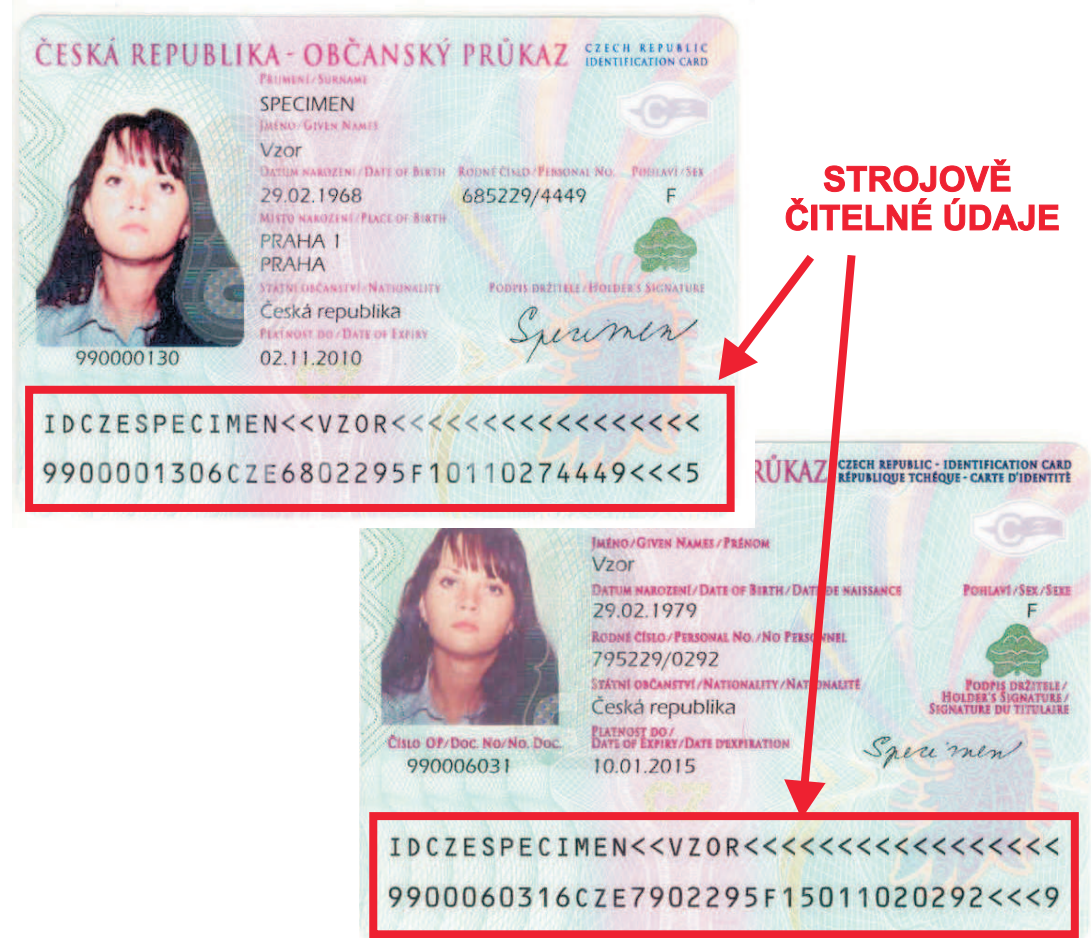 ČESKÁ REPUBLIKA - OBČANSKÝ PRŮKAZ CZECH REPUBLIC
IDENTIFICATION CARD
PŘÍJMENÍ/SURNAME
SPECIMEN
JMÉNO/GIVEN NAMES
Vzor
DATUM NAROZENÍ/DATE OF BIRTH RODNÉ ČÍSLO/PERSONAL NO. POHLAVÍ/SEX
29.02.1968 685229/4449 F
MÍSTO NAROZENÍ/PLACE OF BIRTH
PRAHA 1
PRAHA
STÁTNÍ OBČANSTVÍ/NATIONALITY PODPIS DRŽITELE/HOLDER'S SIGNATURE
Česká republika
Specimen
PLATNOST DO/DATE OF EXPIRY
990000130 02.11.2010
IDCZESPECIMEN<<VZOR<<<<<<<<<<<<<<<<<
9900001306CZE6802295F10110274449<<<5
STROJOVĚ
ČITELNÉ ÚDAJE
RŮKAZ CZECH REPUBLIC - IDENTIFICATION CARD
RÉPUBLIQUE TCHÉQUE - CARTE D'IDENTITÉ
JMÉNO/GIVEN NAMES/PRÉNOM
Vzor
DATUM NAROZENÍ/DATE OF BIRTH/DATE DE NAISSANCE POHLAVÍ/SEX/SEXE
29.02.1979 F
RODNÉ ČÍSLO/PERSONAL NO./NO PERSONNEL
795229/0292
STÁTNÍ OBČANSTVÍ/NATIONALITY/NATIONALITÉ
Česká republika
PODPIS DRŽITELE/
HOLDER'S SIGNATURE/
SIGNATURE DU TITULAIRE
PLATNOST DO/
DATE OF EXPIRY/DATE D'EXPIRATION
10.01.2015
Specimen
ČÍSLO OP/DOC. NO/NO. DOC.
990006031
IDCZESPECIMEN<<VZOR<<<<<<<<<<<<<<<<<
9900060316CZE7902295F15011020292<<<9